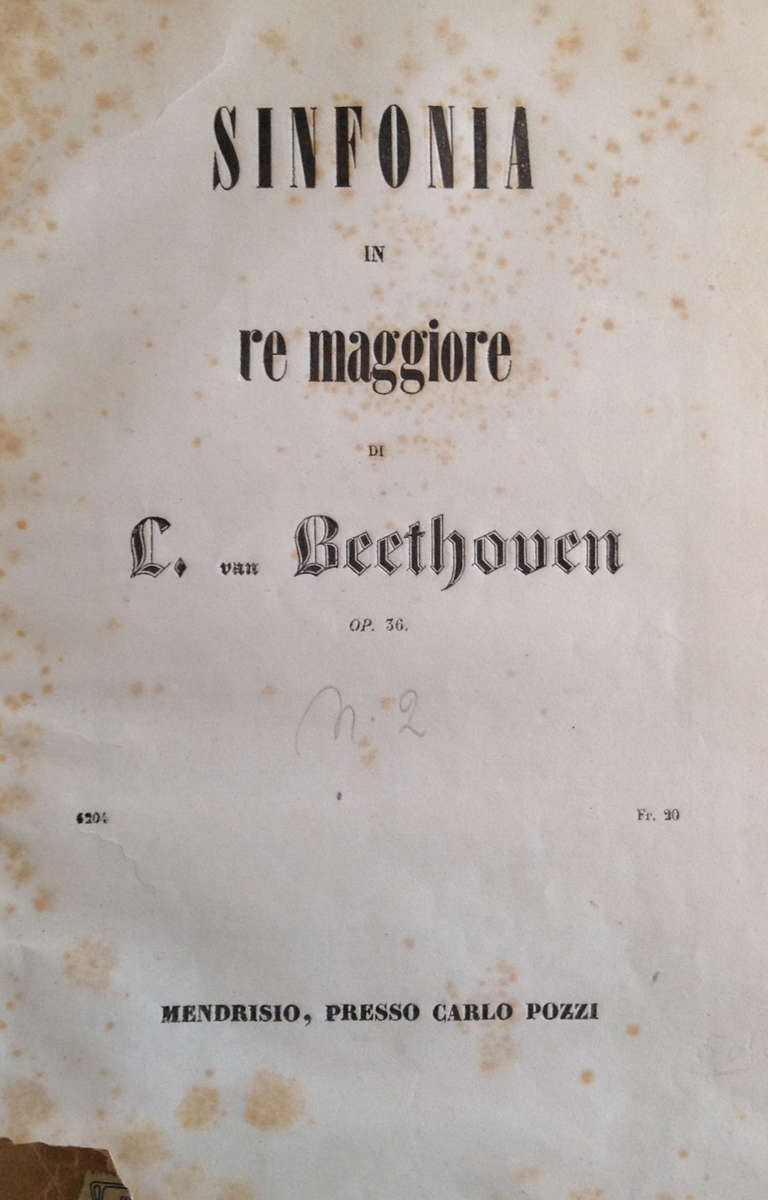 SINFONIA
IN
re maggiore
DI
L. van Beethoven
OP. 36.
N. 2
6204 Fr. 20
MENDRISIO, PRESSO CARLO POZZI